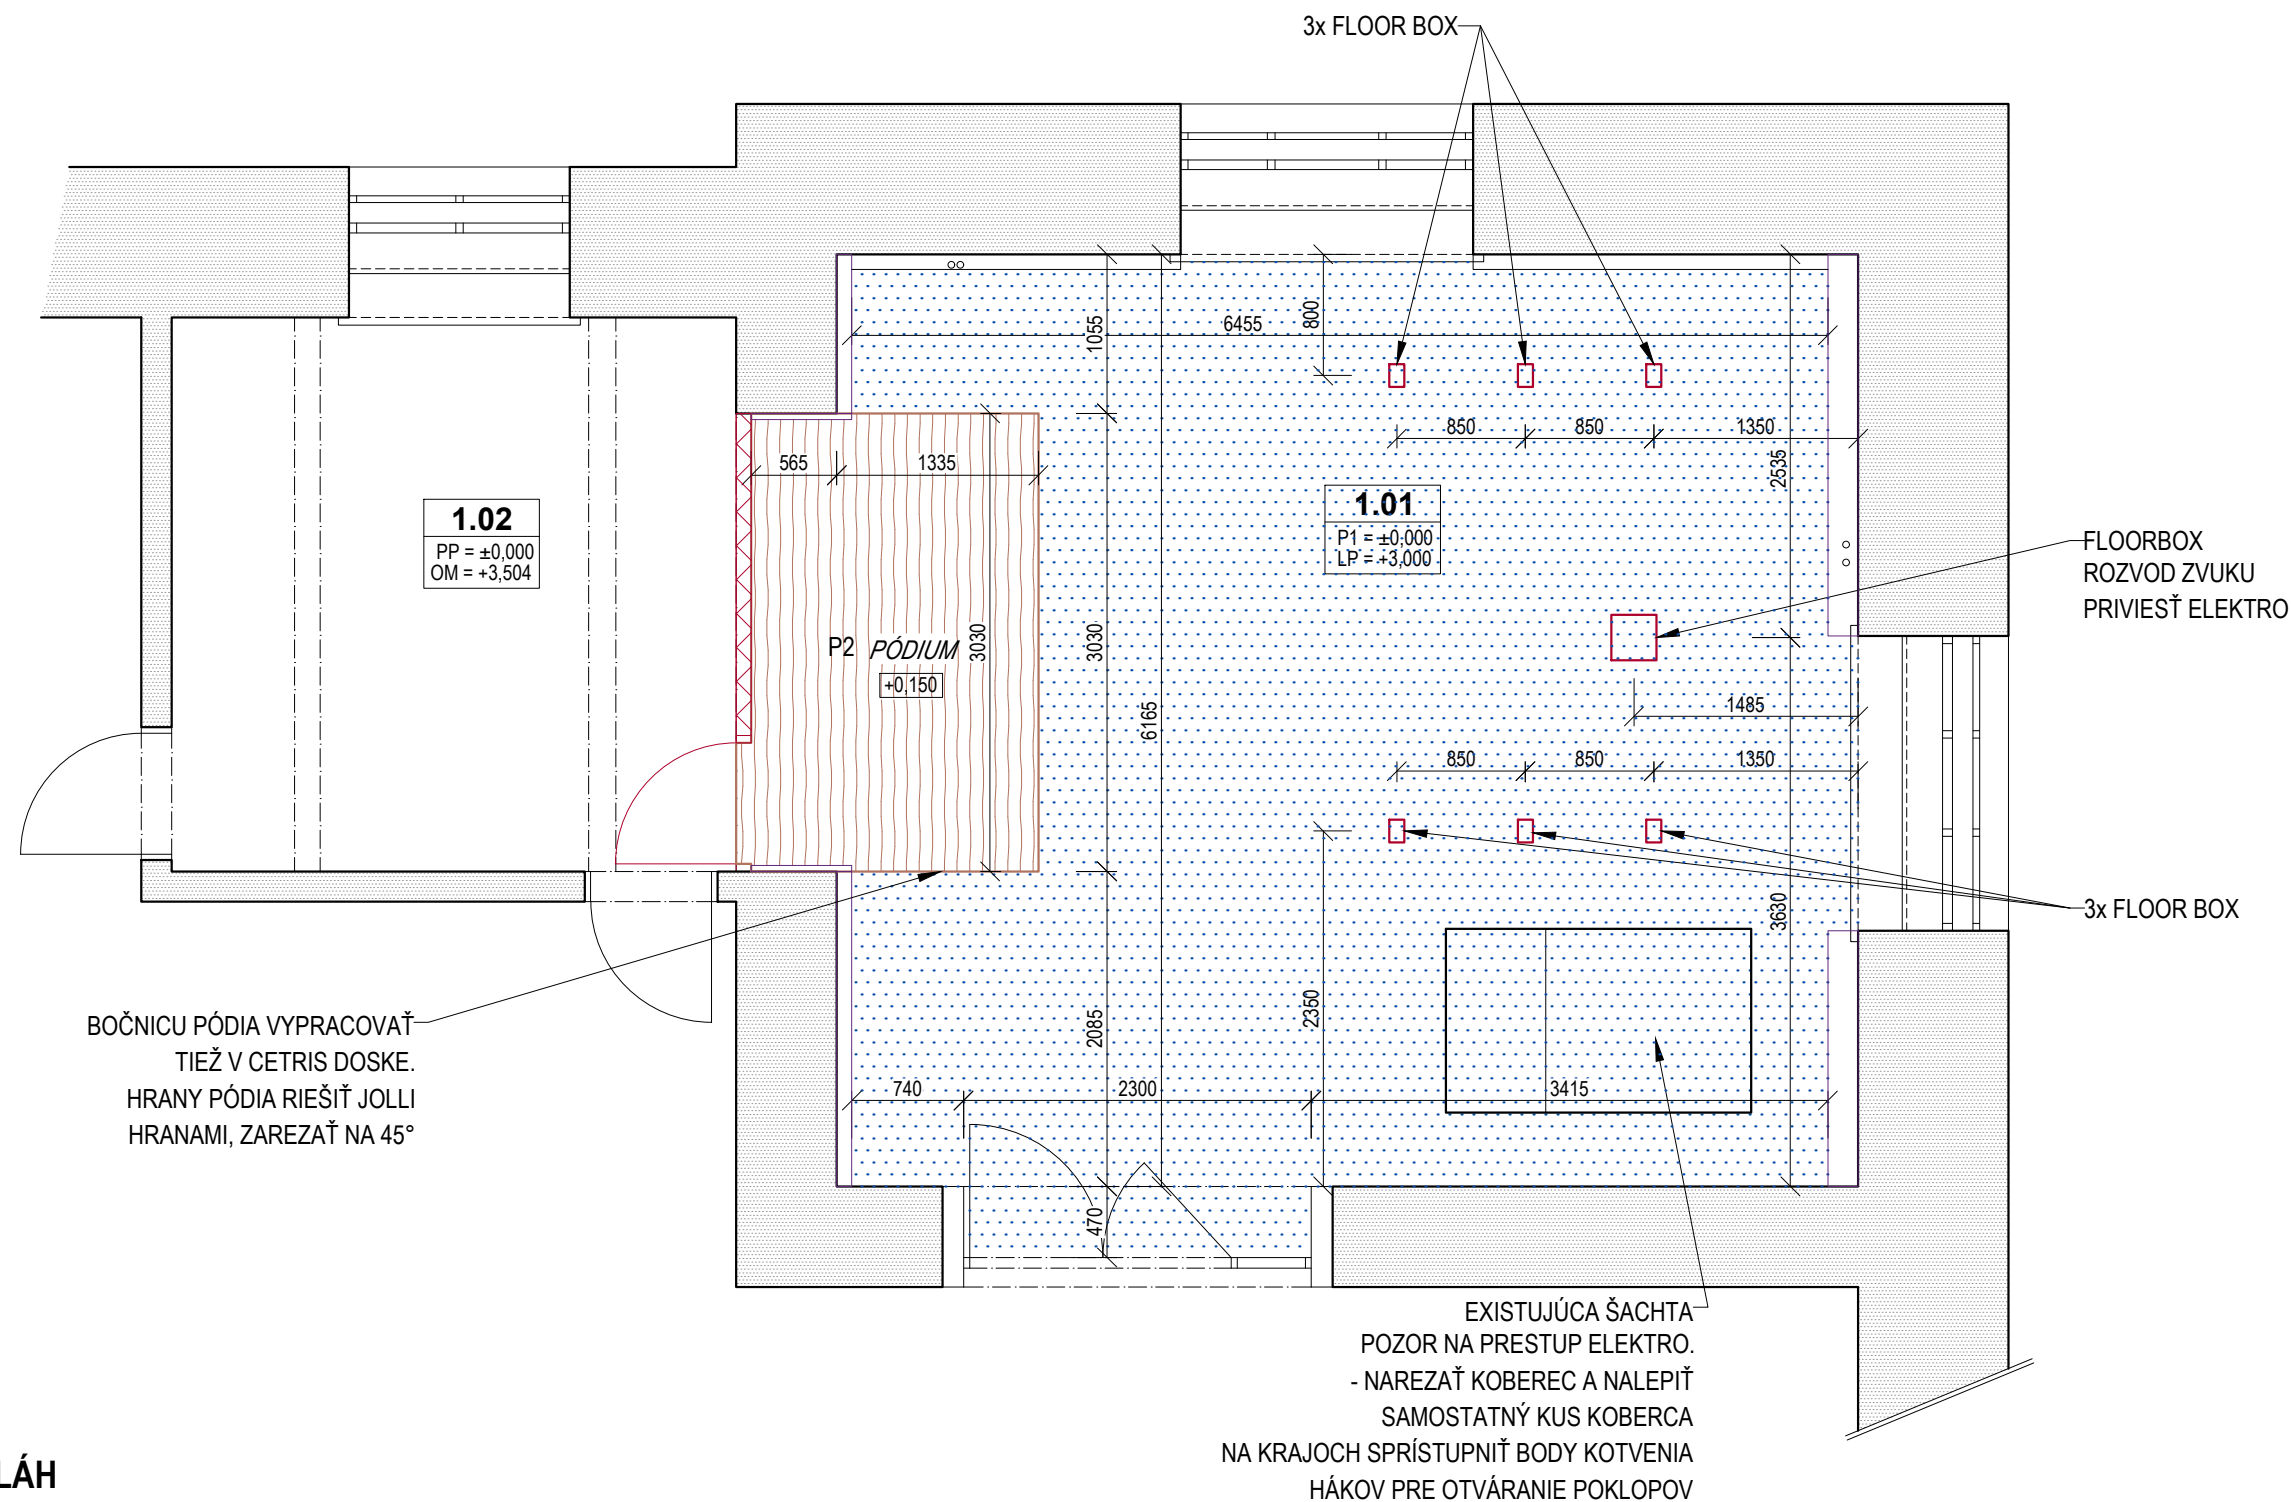 3x FLOOR BOX
800
1055
6455
850
850
1350
2535
565
1335
1.02
PP = ±0,000
OM = +3,504
1.01
P1 = ±0,000
LP = +3,000
FLOORBOX
ROZVOD ZVUKU
PRIVIESŤ ELEKTRO
P2 PÓDIUM
+0,150
3030
3030
6165
1485
850
850
1350
3x FLOOR BOX
3630
2350
2085
740
2300
3415
470
BOČNICU PÓDIA VYPRACOVAŤ
TIEŽ V CETRIS DOSKE.
HRANY PÓDIA RIEŠIŤ JOLLI
HRANAMI, ZAREZAŤ NA 45°
EXISTUJÚCA ŠACHTA
POZOR NA PRESTUP ELEKTRO.
- NAREZAŤ KOBEREC A NALEPIŤ
SAMOSTATNÝ KUS KOBERCA
NA KRAJOCH SPRÍSTUPNIŤ BODY KOTVENIA
HÁKOV PRE OTVÁRANIE POKLOPOV
LÁH